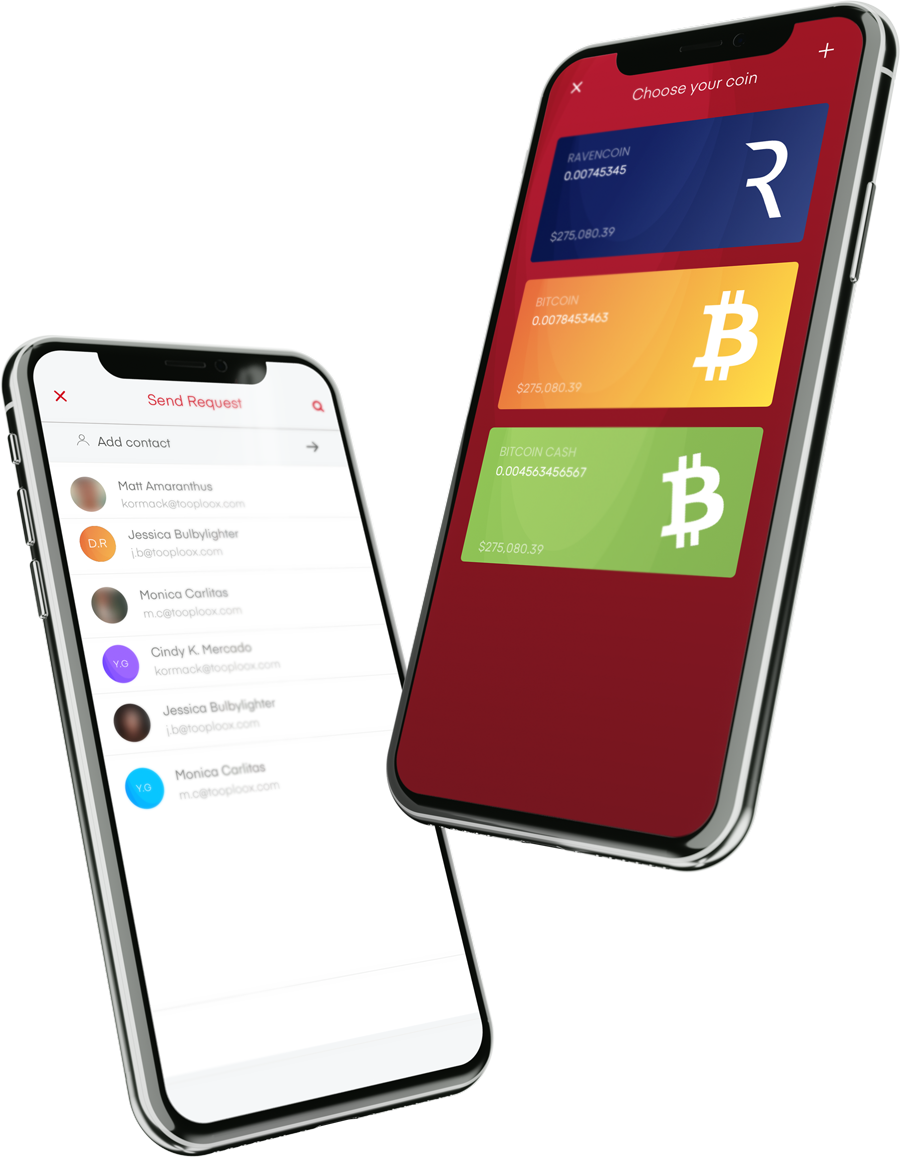 Choose your coin
RAVENCOIN
0.00745345
$275,080.39
BITCOIN
0.0078453463
$275,080.39
BITCOIN CASH
0.004563456567
$275,080.39
Send Request
Add contact
Matt Amaranthus
kormack@tooploox.com
D.R
Jessica Bulbylighter
j.b@tooploox.com
Monica Carlitas
m.c@tooploox.com
Y.G
Cindy K. Mercado
kormack@tooploox.com
Jessica Bulbylighter
j.b@tooploox.com
Y.G
Monica Carlitas
m.c@tooploox.com